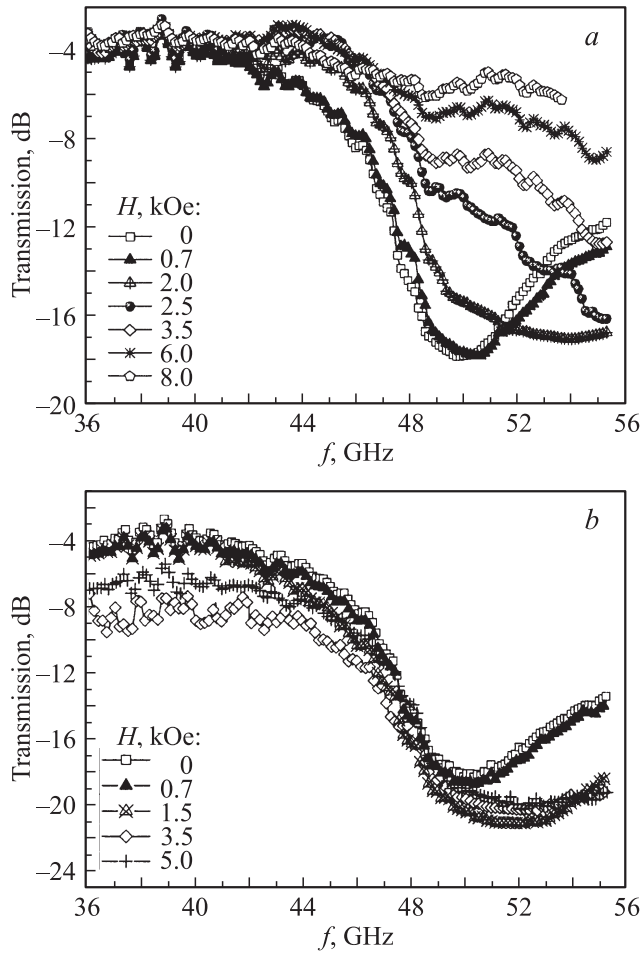 a
Transmission, dB
–4
–8
–12
–16
–20
H, kOe:
0
0.7
2.0
2.5
3.5
6.0
8.0
36 40 44 48 52 56
f, GHz
b
Transmission, dB
–4
–8
–12
–16
–20
–24
H, kOe:
0
0.7
1.5
3.5
5.0
36 40 44 48 52 56
f, GHz